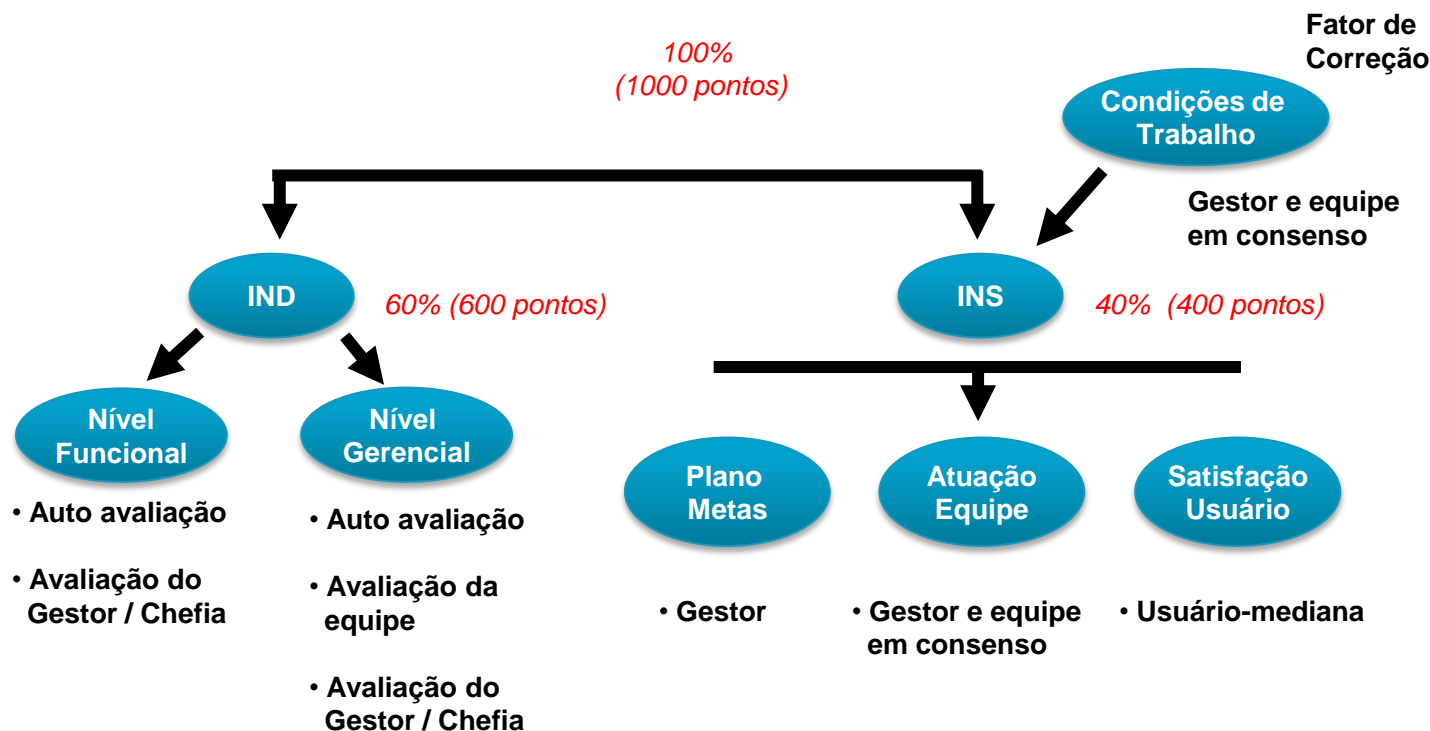 100%
(1000 pontos)
Fator de
Correção
Condições de
Trabalho
Gestor e equipe
em consenso
IND
60% (600 pontos)
INS
40% (400 pontos)
Nível
Funcional
• Auto avaliação
• Avaliação do
Gestor / Chefia
Nível
Gerencial
• Auto avaliação
• Avaliação da
equipe
• Avaliação do
Gestor / Chefia
Plano
Metas
• Gestor
Atuação
Equipe
• Gestor e equipe
em consenso
Satisfação
Usuário
• Usuário-mediana